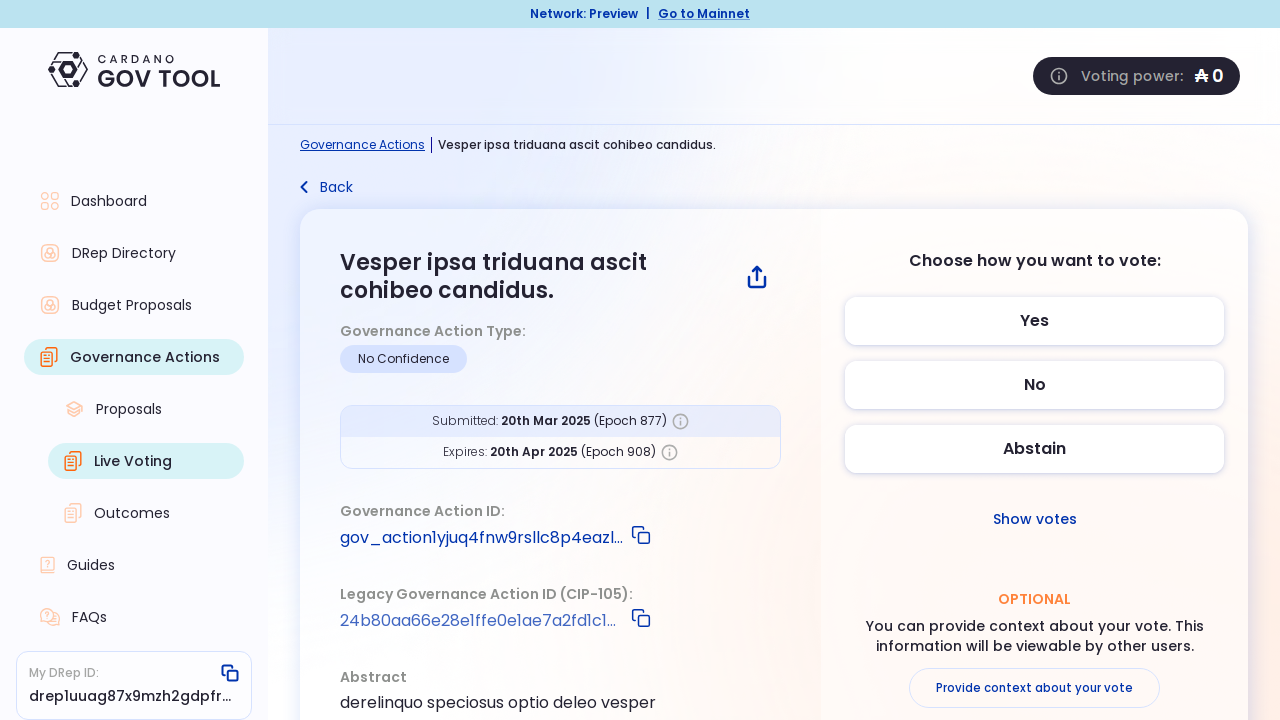 Network: Preview | Go to Mainnet
CARDANO
GOV TOOL
Voting power: ₳ 0
Governance Actions | Vesper ipsa triduana ascit cohibeo candidus.
Back
Dashboard
DRep Directory
Budget Proposals
Governance Actions
Proposals
Live Voting
Outcomes
Guides
FAQs
My DRep ID:
drep1uuag87x9mzh2gdpfr...
Vesper ipsa triduana ascit
cohibeo candidus.
Governance Action Type:
No Confidence
Submitted: 20th Mar 2025 (Epoch 877)
Expires: 20th Apr 2025 (Epoch 908)
Governance Action ID:
gov_action1yjuq4fnw9rsllc8p4eazl...
Legacy Governance Action ID (CIP-105):
24b80aa66e28e1ffe0e1ae7a2fd1c1...
Abstract
derelinquo speciosus optio deleo vesper
Choose how you want to vote:
Yes
No
Abstain
Show votes
OPTIONAL
You can provide context about your vote. This
information will be viewable by other users.
Provide context about your vote